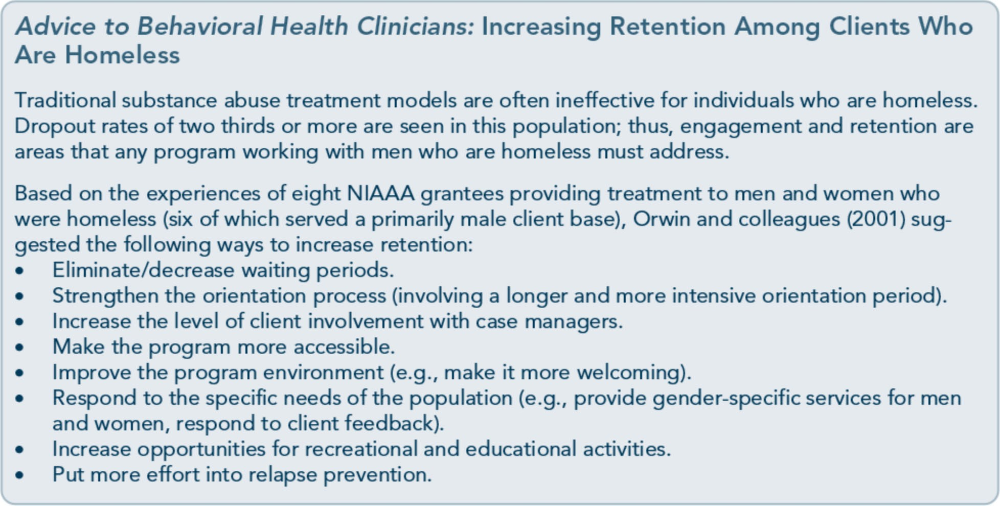 Advice to Behavioral Health Clinicians: Increasing Retention Among Clients Who
Are Homeless
Traditional substance abuse treatment models are often ineffective for individuals who are homeless.
Dropout rates of two thirds or more are seen in this population; thus, engagement and retention are
areas that any program working with men who are homeless must address.
Based on the experiences of eight NIAAA grantees providing treatment to men and women who
were homeless (six of which served a primarily male client base), Orwin and colleagues (2001) sug-
gested the following ways to increase retention:
• Eliminate/decrease waiting periods.
• Strengthen the orientation process (involving a longer and more intensive orientation period).
• Increase the level of client involvement with case managers.
• Make the program more accessible.
• Improve the program environment (e.g., make it more welcoming).
• Respond to the specific needs of the population (e.g., provide gender-specific services for men
and women, respond to client feedback).
• Increase opportunities for recreational and educational activities.
• Put more effort into relapse prevention.